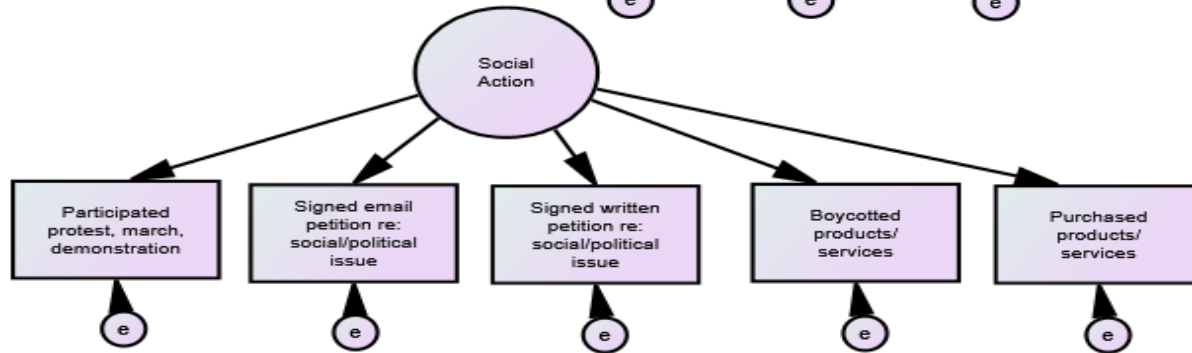 e e e
Social
Action
Participated
protest, march,
demonstration
Signed email
petition re:
social/political
issue
Signed written
petition re:
social/political
issue
Boycotted
products/
services
Purchased
products/
services
e e e e e